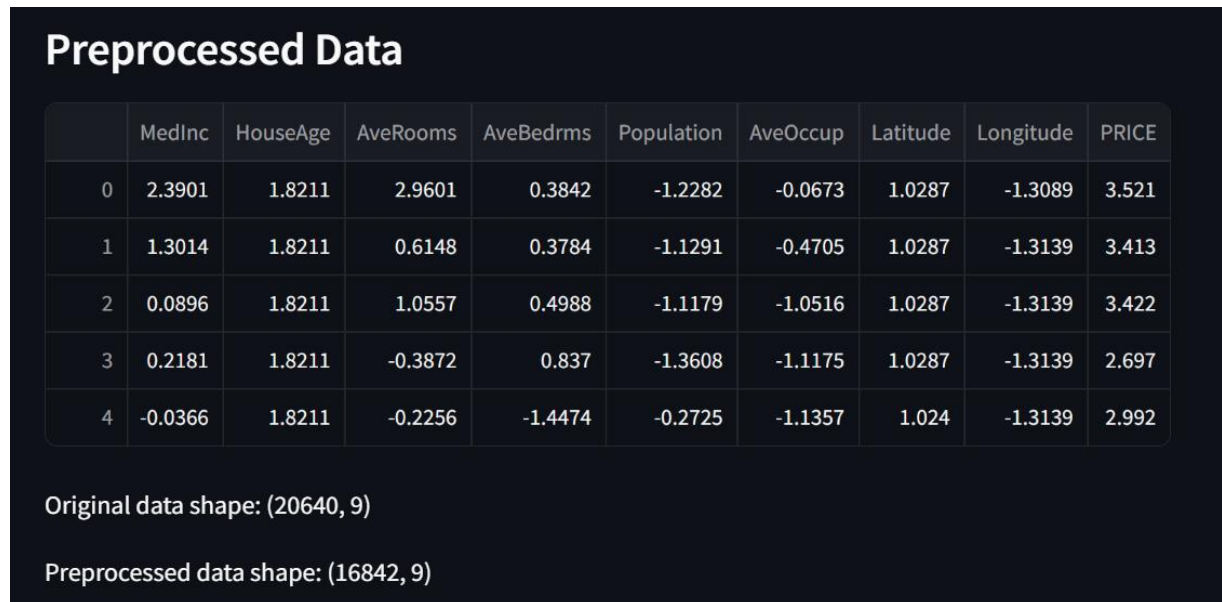 Preprocessed Data
MedInc HouseAge AveRooms AveBedrms Population AveOccup Latitude Longitude PRICE
0 2.3901 1.8211 2.9601 0.3842 -1.2282 -0.0673 1.0287 -1.3089 3.521
1 1.3014 1.8211 0.6148 0.3784 -1.1291 -0.4705 1.0287 -1.3139 3.413
2 0.0896 1.8211 1.0557 0.4988 -1.1179 -1.0516 1.0287 -1.3139 3.422
3 0.2181 1.8211 -0.3872 0.837 -1.3608 -1.1175 1.0287 -1.3139 2.697
4 -0.0366 1.8211 -0.2256 -1.4474 -0.2725 -1.1357 1.024 -1.3139 2.992
Original data shape: (20640, 9)
Preprocessed data shape: (16842, 9)